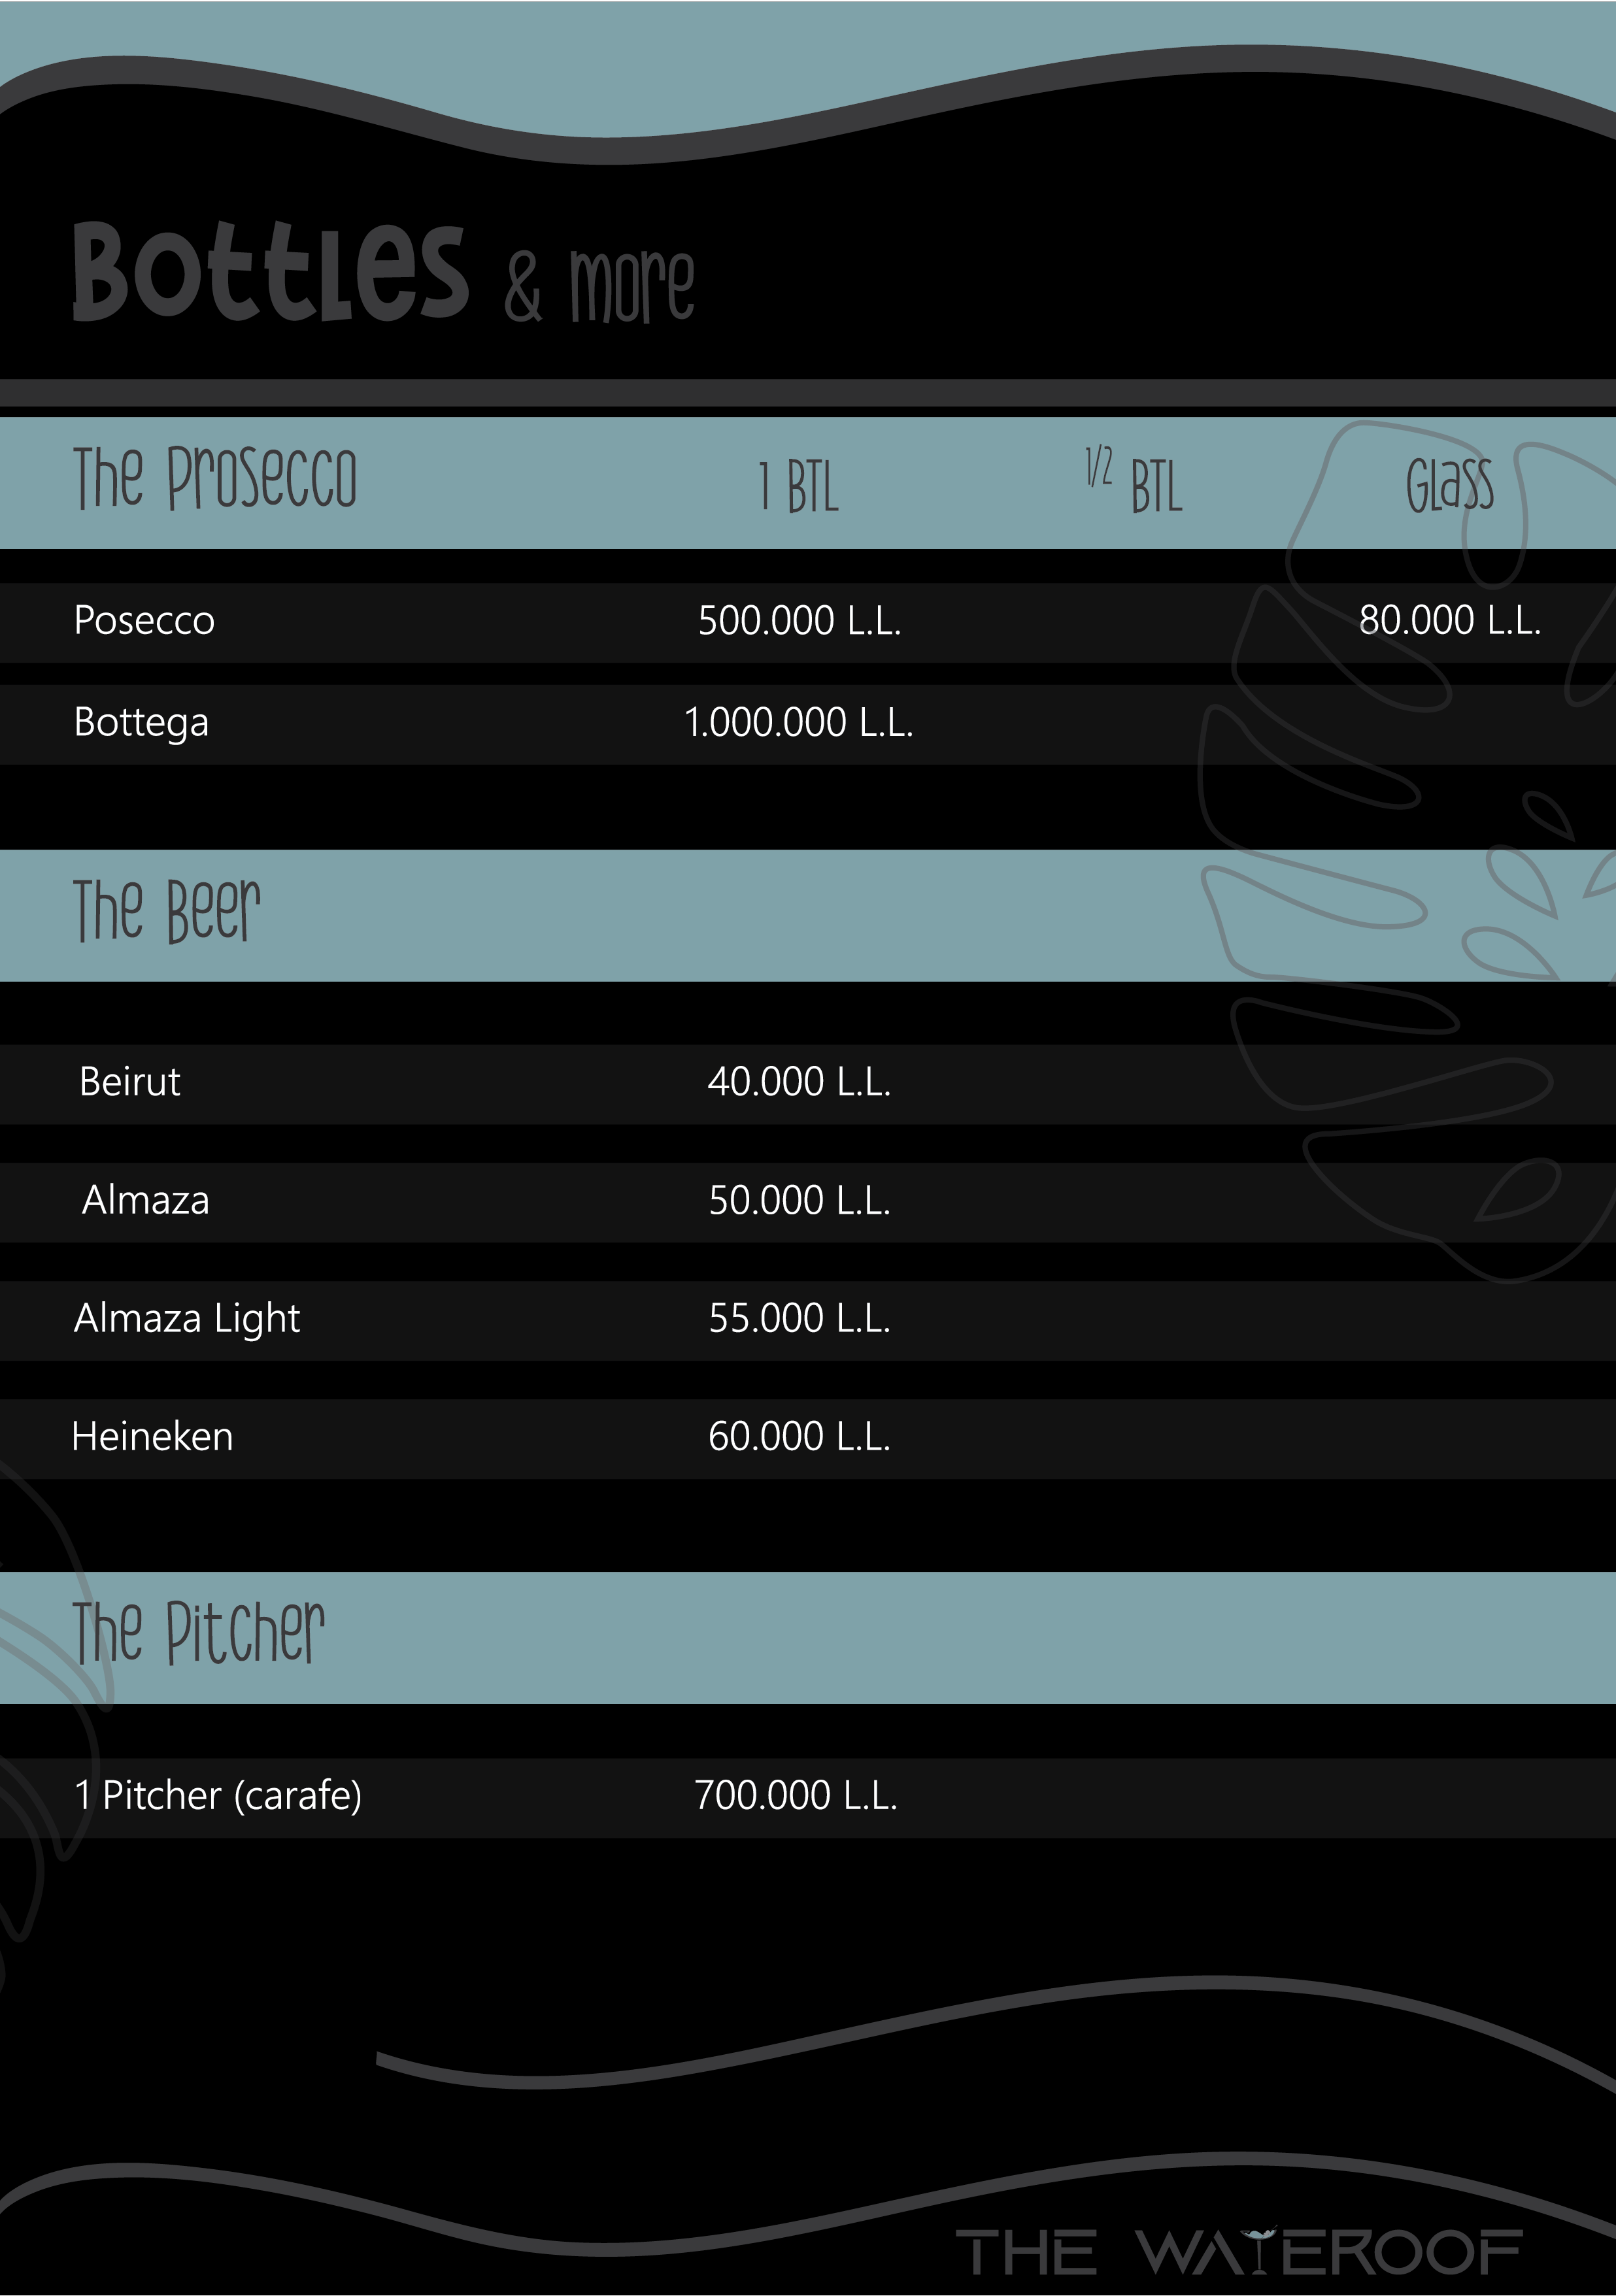 Bottles & more
The Prosecco 1 BTL 1/2 BTL Glass
Posecco 500.000 L.L. 80.000 L.L.
Bottega 1.000.000 L.L.
The Beer
Beirut 40.000 L.L.
Almaza 50.000 L.L.
Almaza Light 55.000 L.L.
Heineken 60.000 L.L.
The Pitcher
1 Pitcher (carafe) 700.000 L.L.
THE WATEROOF